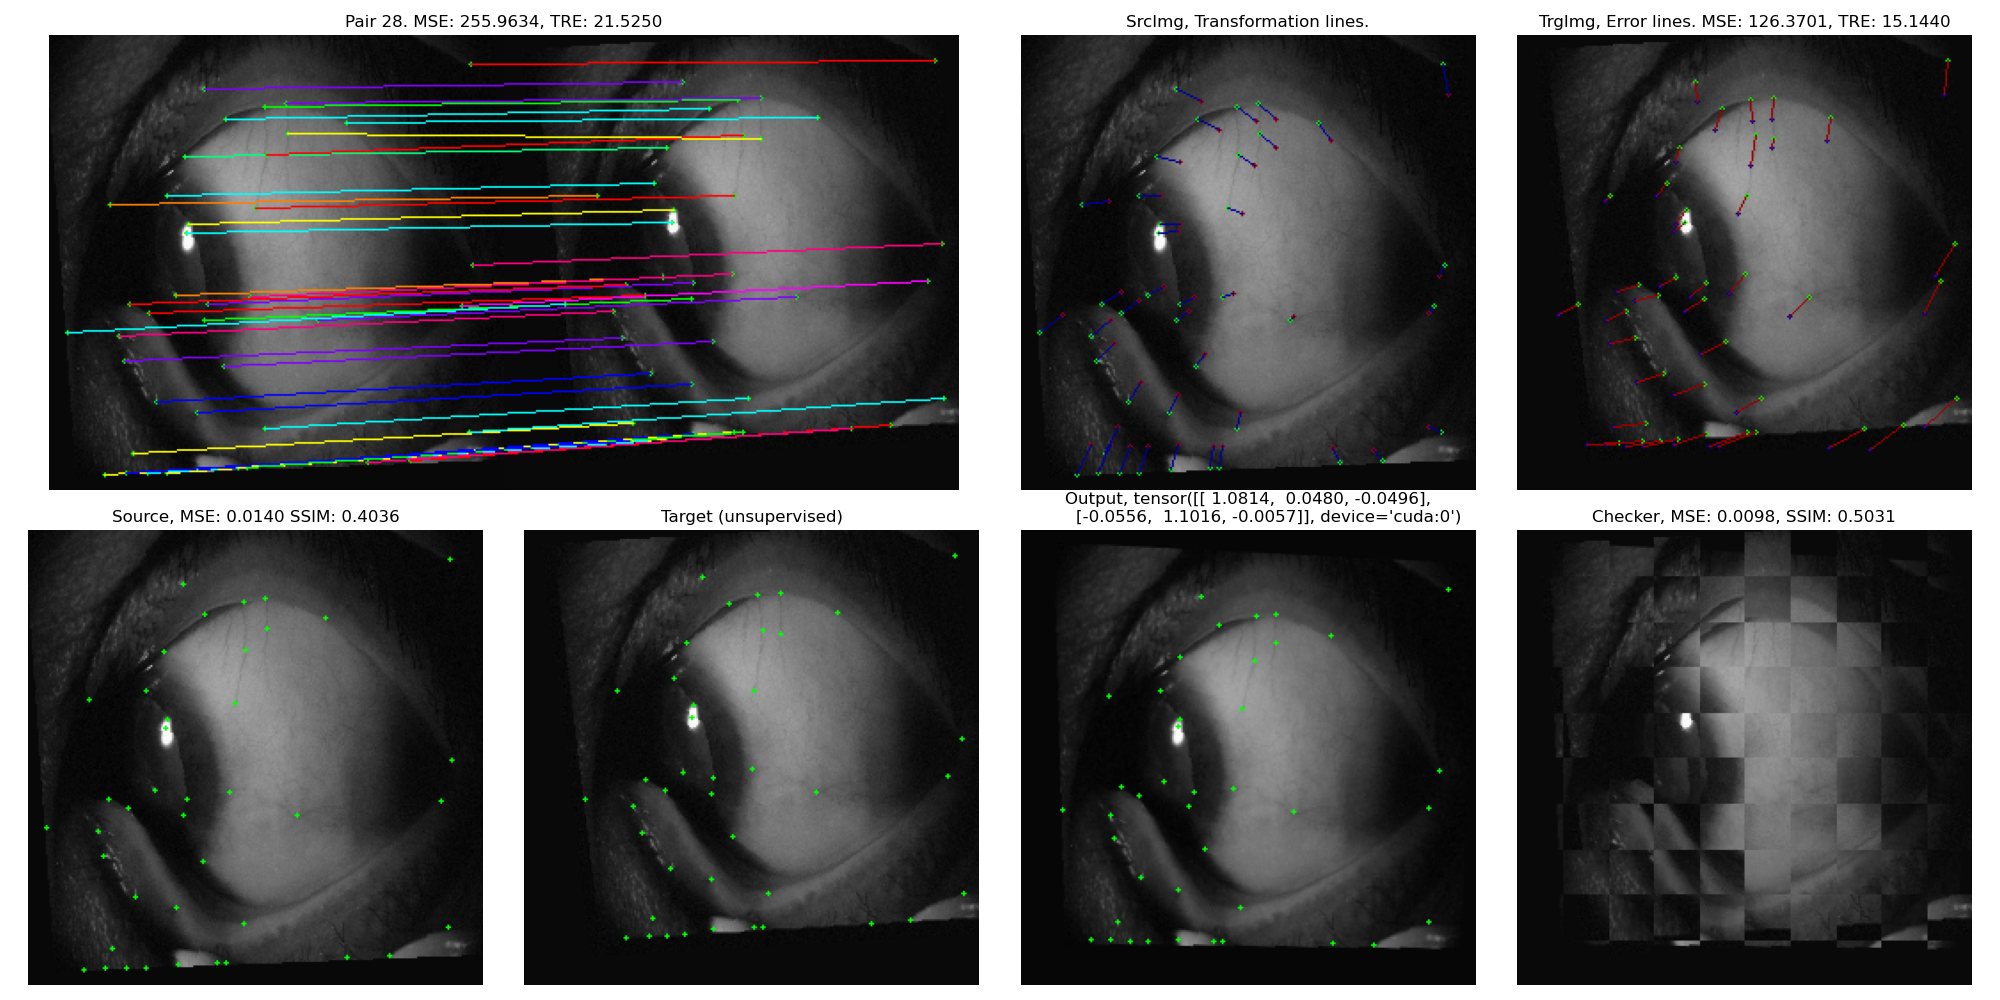 Pair 28. MSE: 255.9634, TRE: 21.5250
SrcImg, Transformation lines.
TrgImg, Error lines. MSE: 126.3701, TRE: 15.1440
Source, MSE: 0.0140 SSIM: 0.4036
Target (unsupervised)
Output, tensor([[ 1.0814,  0.0480, -0.0496],
[-0.0556,  1.1016, -0.0057]], device='cuda:0')
Checker, MSE: 0.0098, SSIM: 0.5031